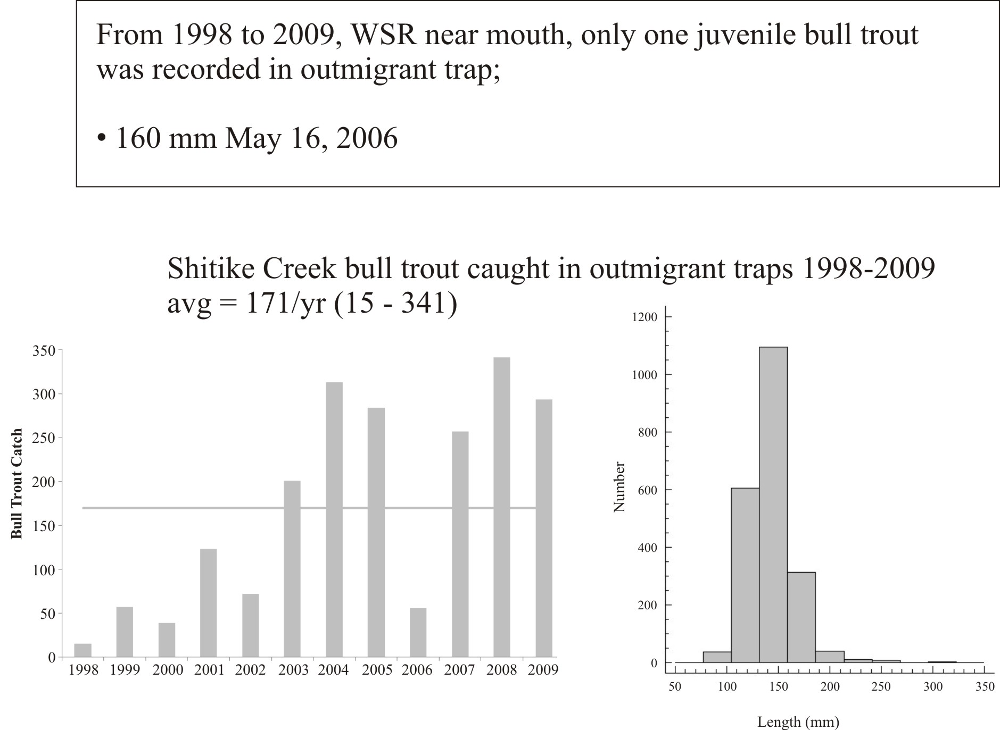 From 1998 to 2009, WSR near mouth, only one juvenile bull trout
was recorded in outmigrant trap;
• 160 mm May 16, 2006
Shitike Creek bull trout caught in outmigrant traps 1998-2009
avg = 171/yr (15 - 341)
Bull Trout Catch
350
300
250
200
150
100
50
0
1998 1999 2000 2001 2002 2003 2004 2005 2006 2007 2008 2009
Number
1200
1000
800
600
400
200
0
50 100 150 200 250 300 350
Length (mm)